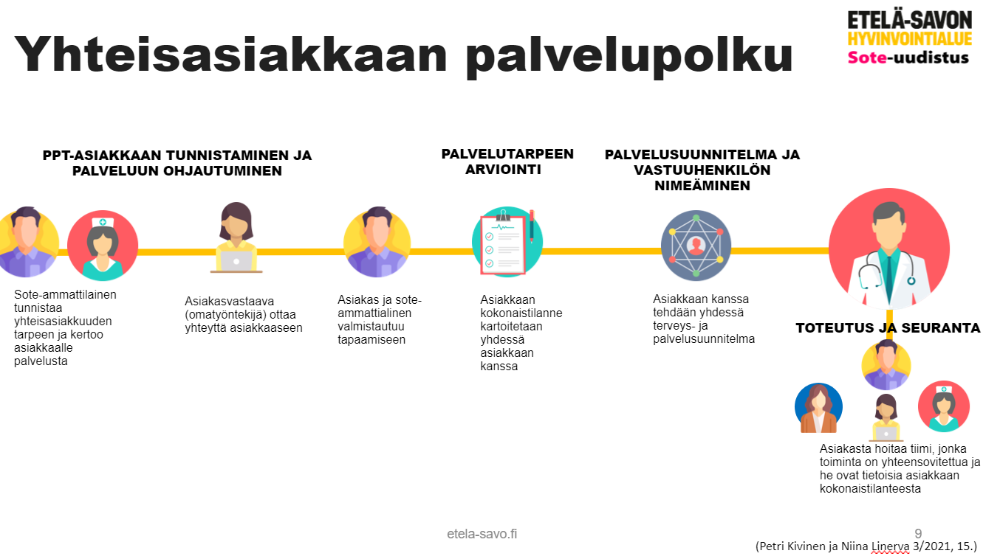 Yhteisasiakkaan palvelupolku
ETELÄ-SAVON
HYVINVOINTIALUE
Sote-uudistus
PPT-ASIAKKAAN TUNNISTAMINEN JA
PALVELUUN OHJAUTUMINEN
PALVELUTARPEEN
ARVIOINTI
PALVELUSUUNNITELMA JA
VASTUUHENKILÖN
NIMEÄMINEN
Sote-ammattilainen
tunnistaa
yhteisasiakkuuden
tarpeen ja kertoo
asiakkaalle
palvelusta
Asiakasvastaava
(omatyöntekijä) ottaa
yhteyttä asiakkaaseen
Asiakas ja sote-
ammattialinen
valmistautuu
tapaamiseen
Asiakkaan
kokonaistilanne
kartoitetaan
yhdessä
asiakkaan
kanssa
Asiakkaan kanssa
tehdään yhdessä
terveys- ja
palvelusuunnitelma
TOTEUTUS JA SEURANTA
Asiakasta hoitaa tiimi, jonka
toiminta on yhteensovitettua ja
he ovat tietoisia asiakkaan
kokonaistilanteesta
etela-savo.fi
9
(Petri Kivinen ja Niina Linerva 3/2021, 15.)